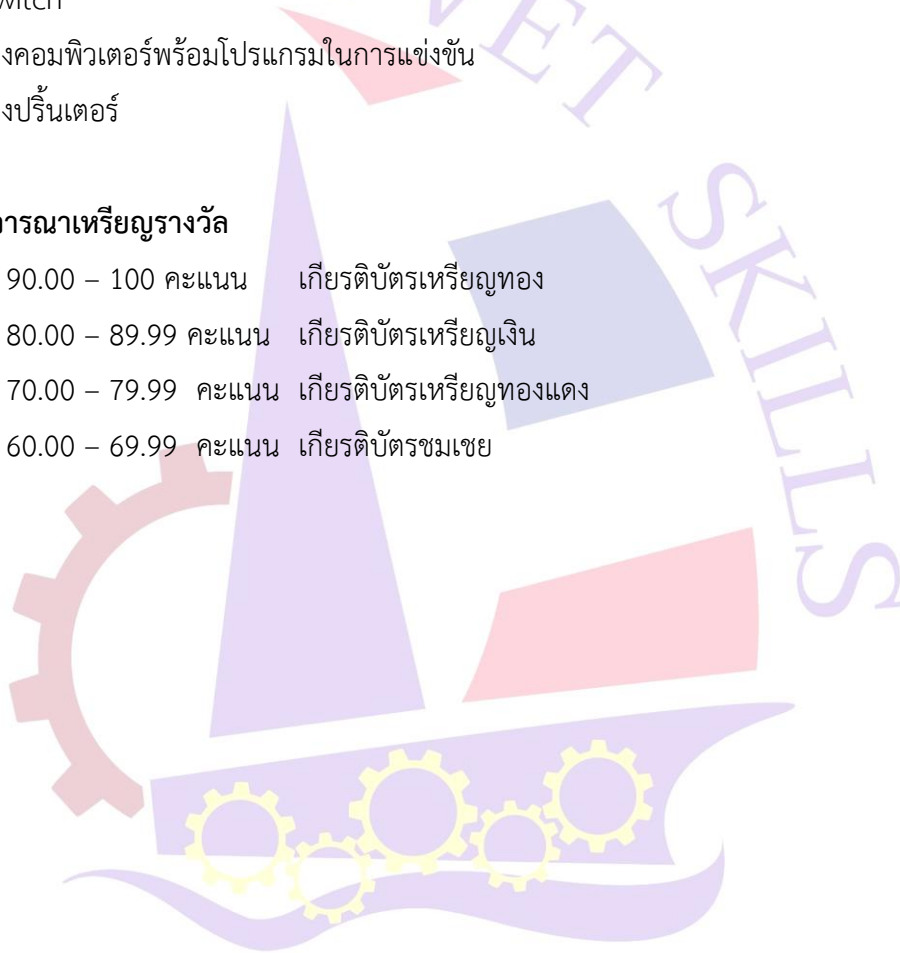 witch
งคอมพิวเตอร์พร้อมโปรแกรมในการแข่งขัน
งปริ้นเตอร์
จารณาเหรียญรางวัล
90.00 – 100 คะแนน เกียรติบัตรเหรียญทอง
80.00 – 89.99 คะแนน เกียรติบัตรเหรียญเงิน
70.00 – 79.99 คะแนน เกียรติบัตรเหรียญทองแดง
60.00 – 69.99 คะแนน เกียรติบัตรชมเชย
VET SKILLS